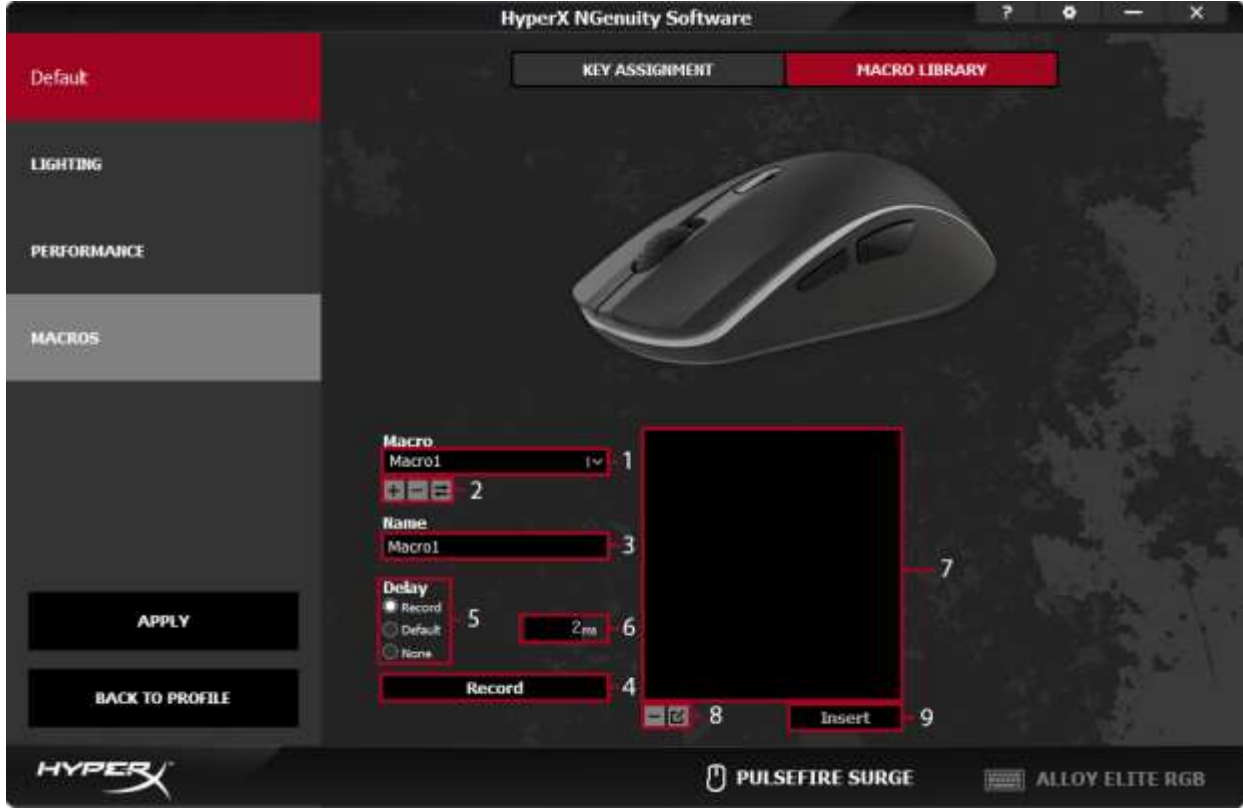 HyperX NGenuity Software
? — ×
Default
KEY ASSIGNMENT
MACRO LIBRARY
LIGHTING
PERFORMANCE
MACROS
Macro
Macro1
1
+ −
2
Name
Macro1
3
Delay
Record
Default
None
5
2ms
6
Record
4
7
−
8
Insert
9
APPLY
BACK TO PROFILE
HYPERX
PULSEFIRE SURGE
ALLOY ELITE RGB